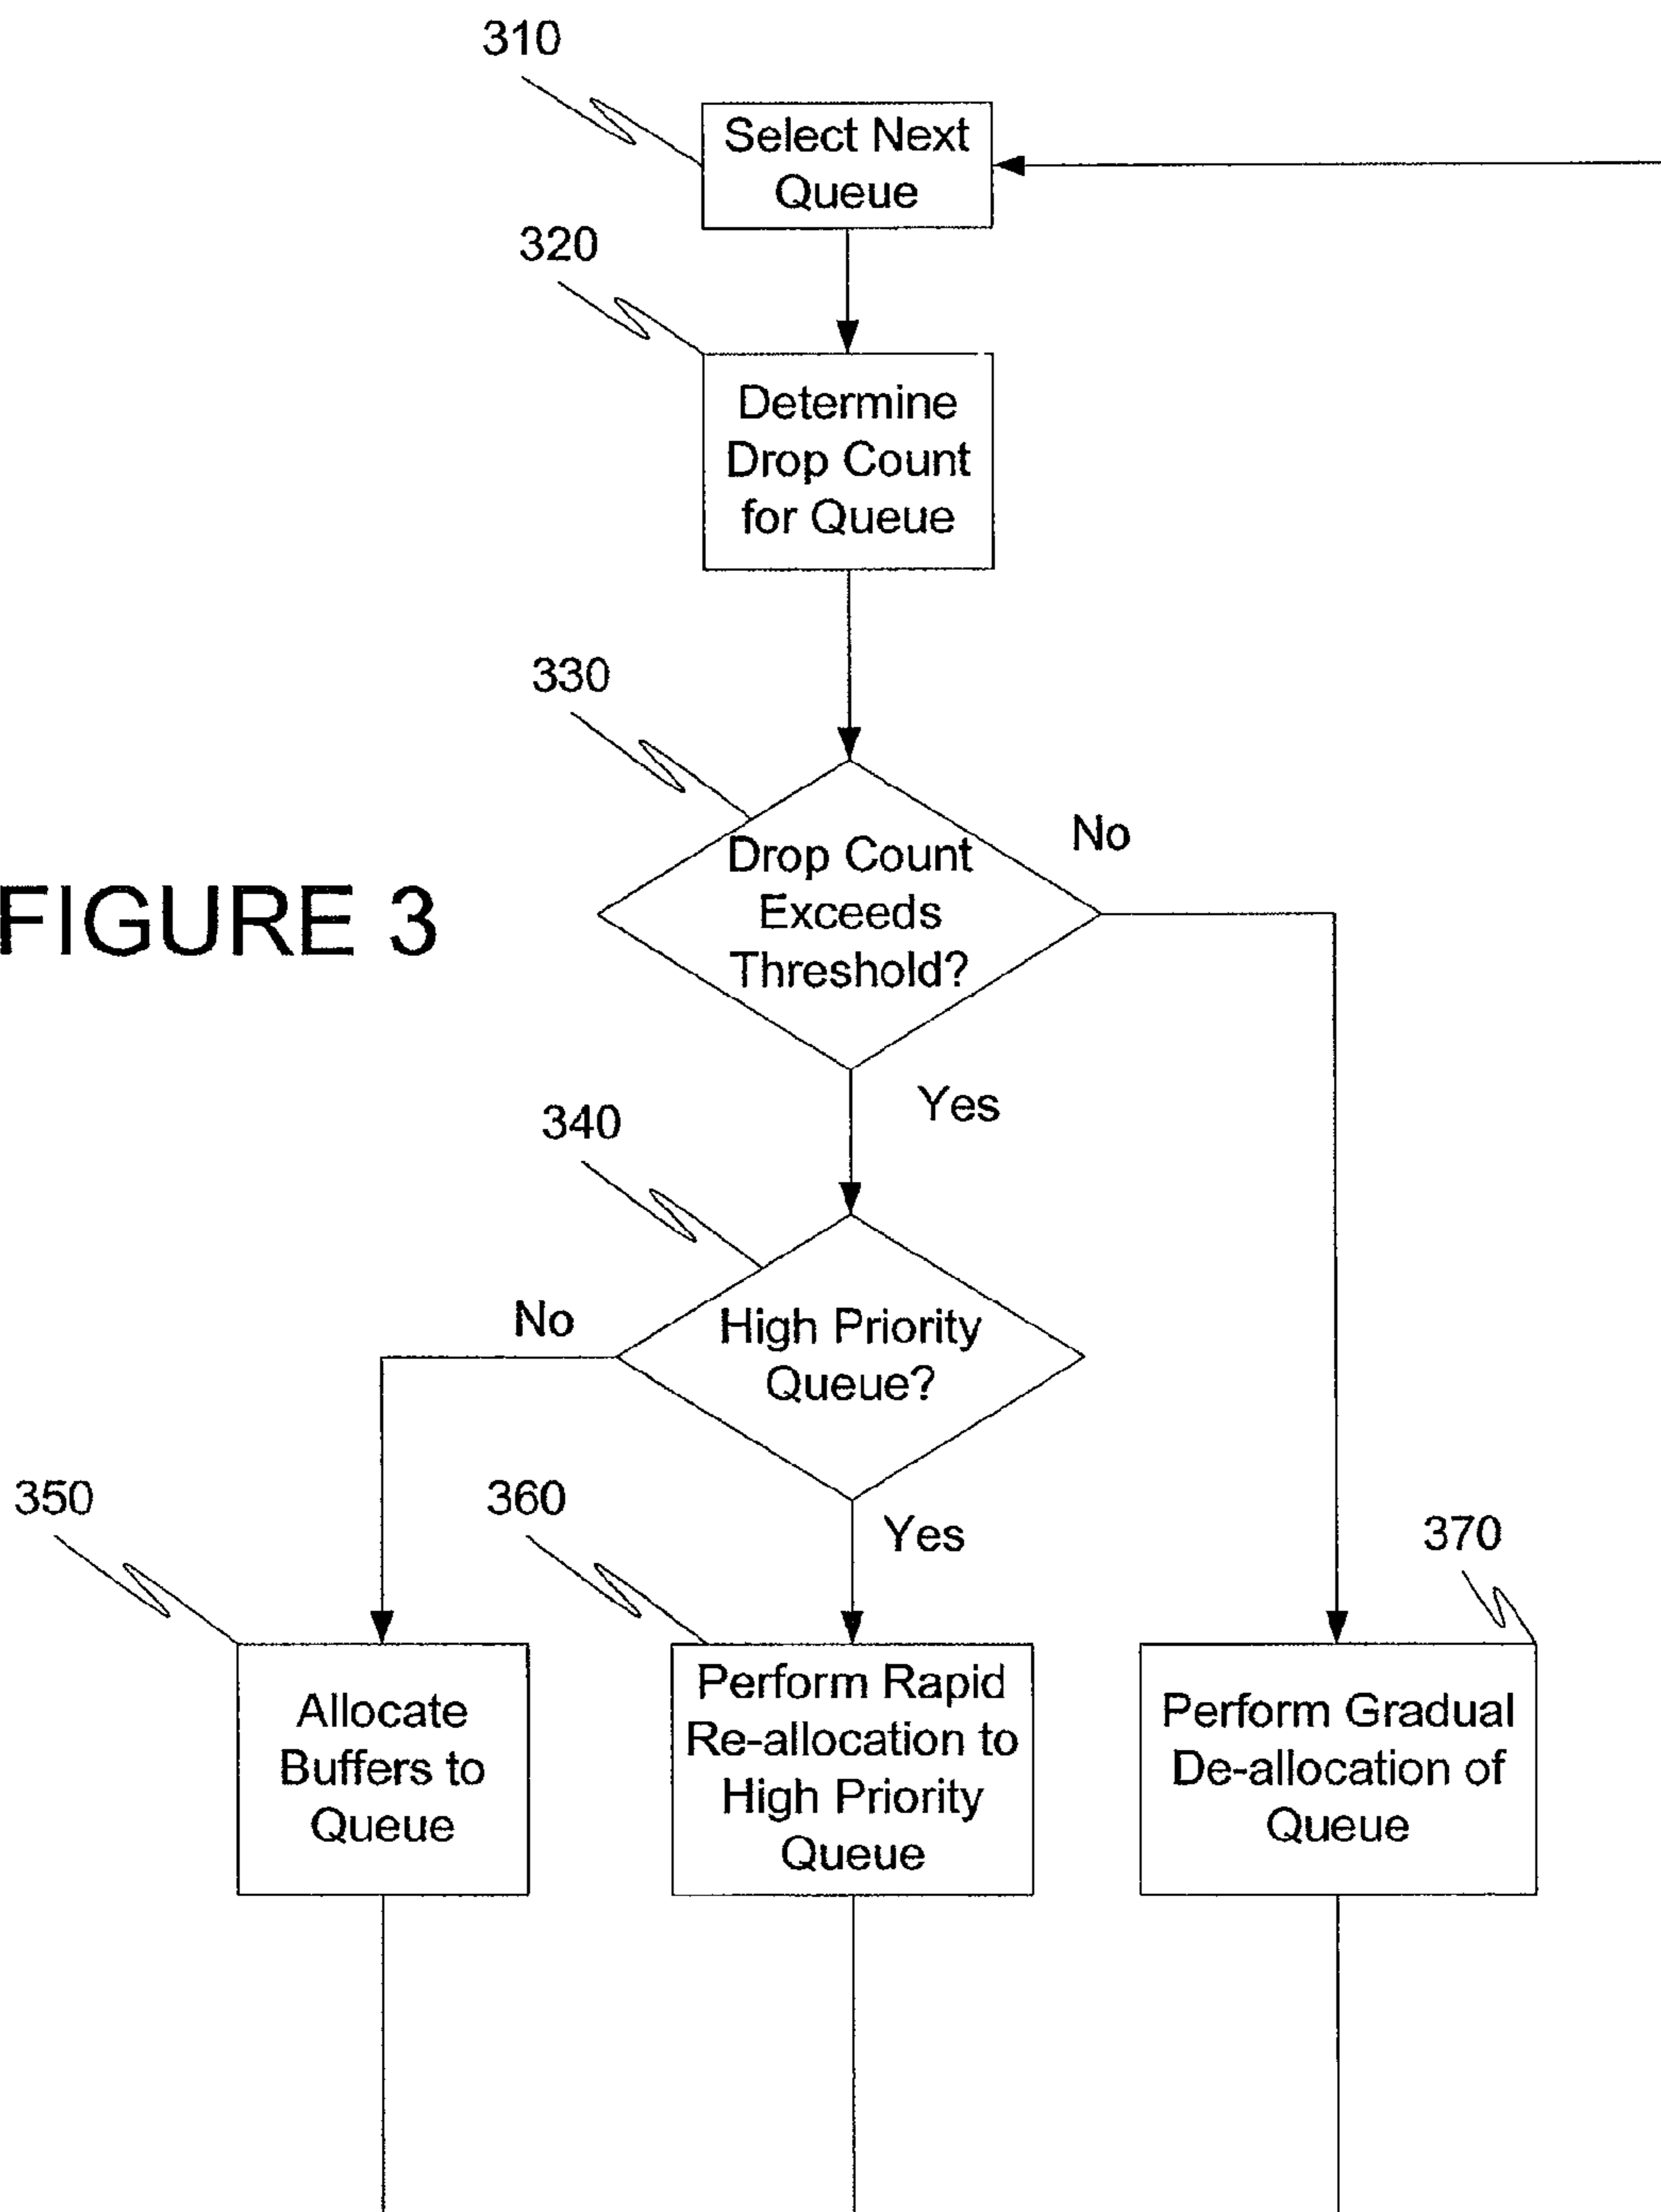 310
Select Next
Queue
320
Determine
Drop Count
for Queue
330
Drop Count
Exceeds
Threshold?
No
FIGURE 3
Yes
340
High Priority
Queue?
No
Yes
350
Allocate
Buffers to
Queue
360
Perform Rapid
Re-allocation to
High Priority
Queue
370
Perform Gradual
De-allocation of
Queue